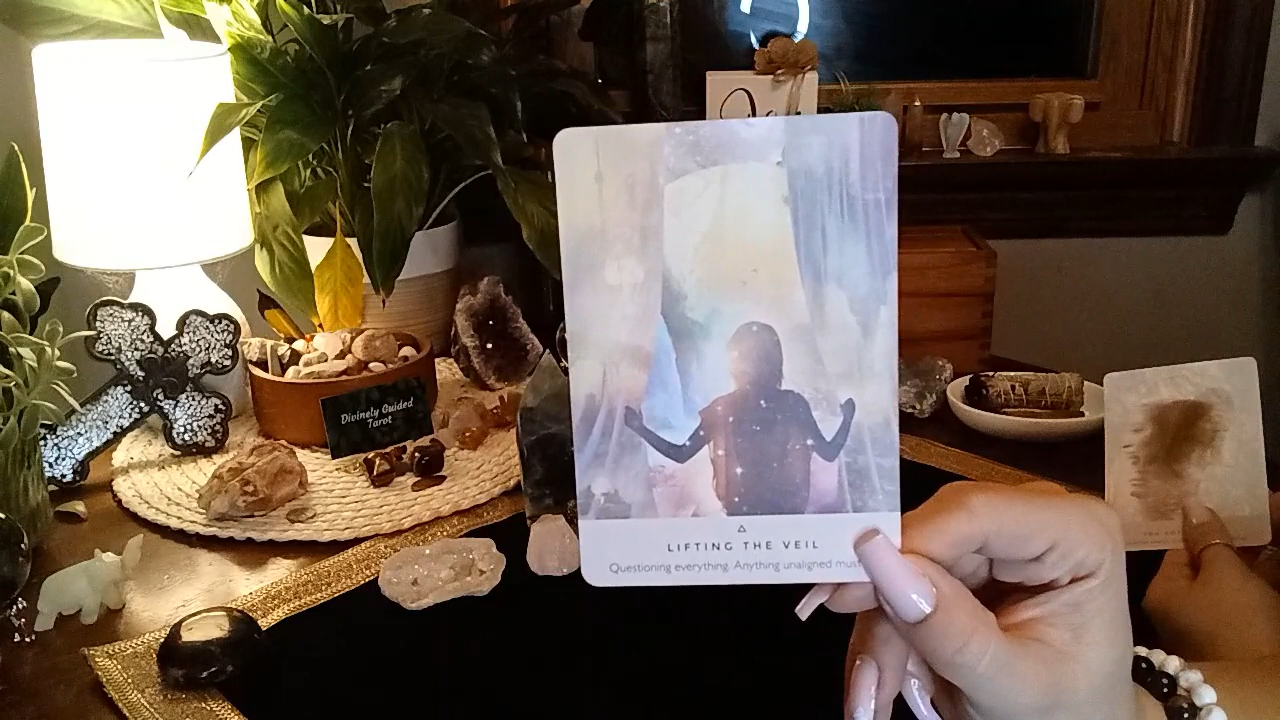 Divinely Guided
Tarot
LIFTING THE VEIL
Questioning everything. Anything unaligned must